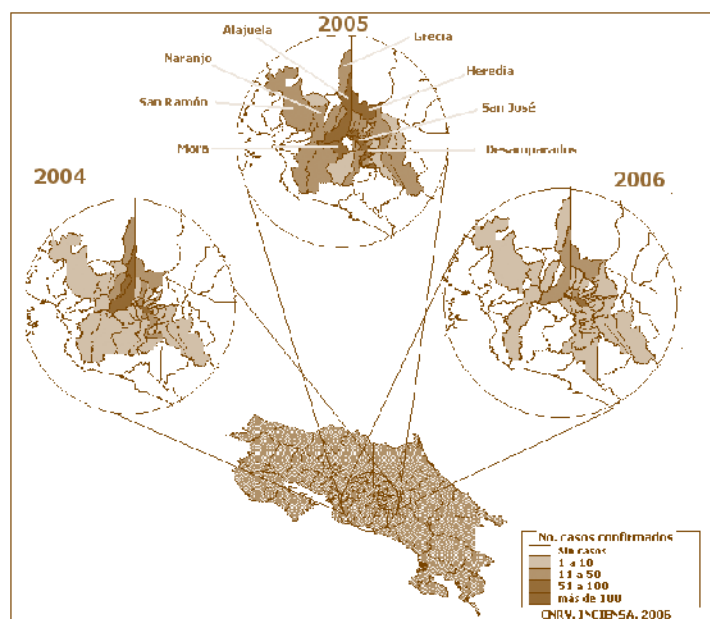 2005
Alajuela
Grecia
Naranjo
Heredia
San Ramón
San José
Mora
Desamparados
2004
2006
No. casos confirmados
Sin casos
1 a 10
11 a 50
51 a 100
más de 100
CNRV, INCIENSA, 2006